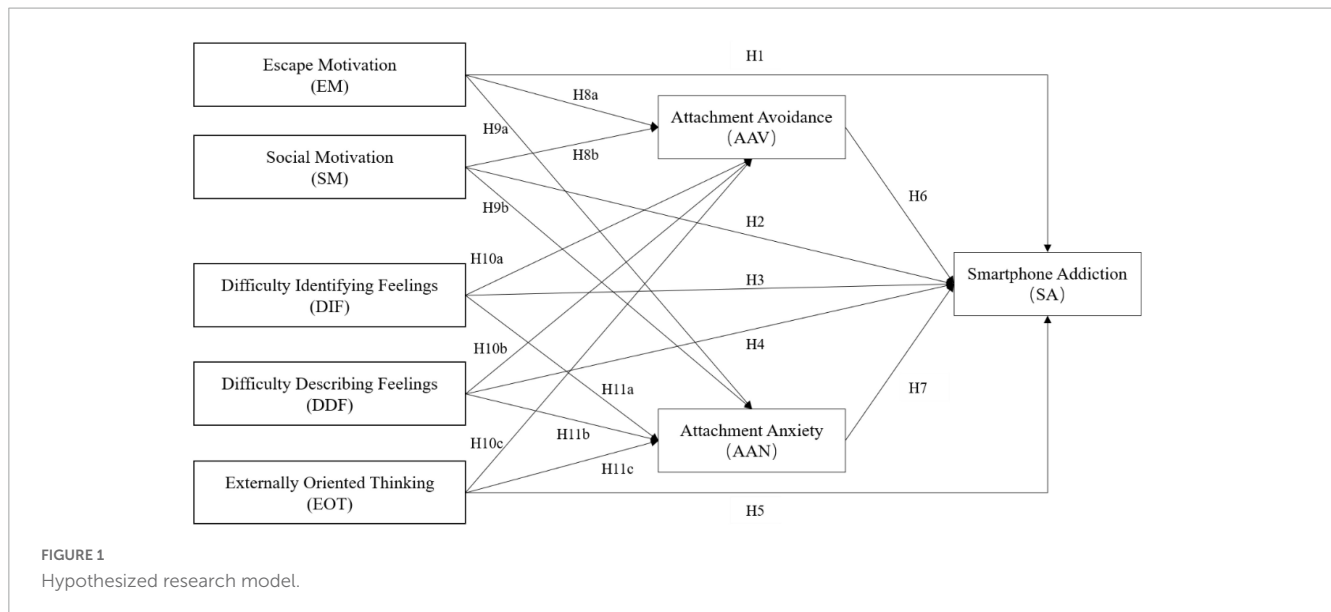 Escape Motivation
(EM)
Social Motivation
(SM)
Difficulty Identifying Feelings
(DIF)
Difficulty Describing Feelings
(DDF)
Externally Oriented Thinking
(EOT)
H1
H8a
H9a
H8b
H9b
H2
H10a
H3
H10b
H4
H11a
H10c
H11b
H11c
H5
Attachment Avoidance
(AAV)
Attachment Anxiety
(AAN)
H6
H7
Smartphone Addiction
(SA)
FIGURE 1
Hypothesized research model.